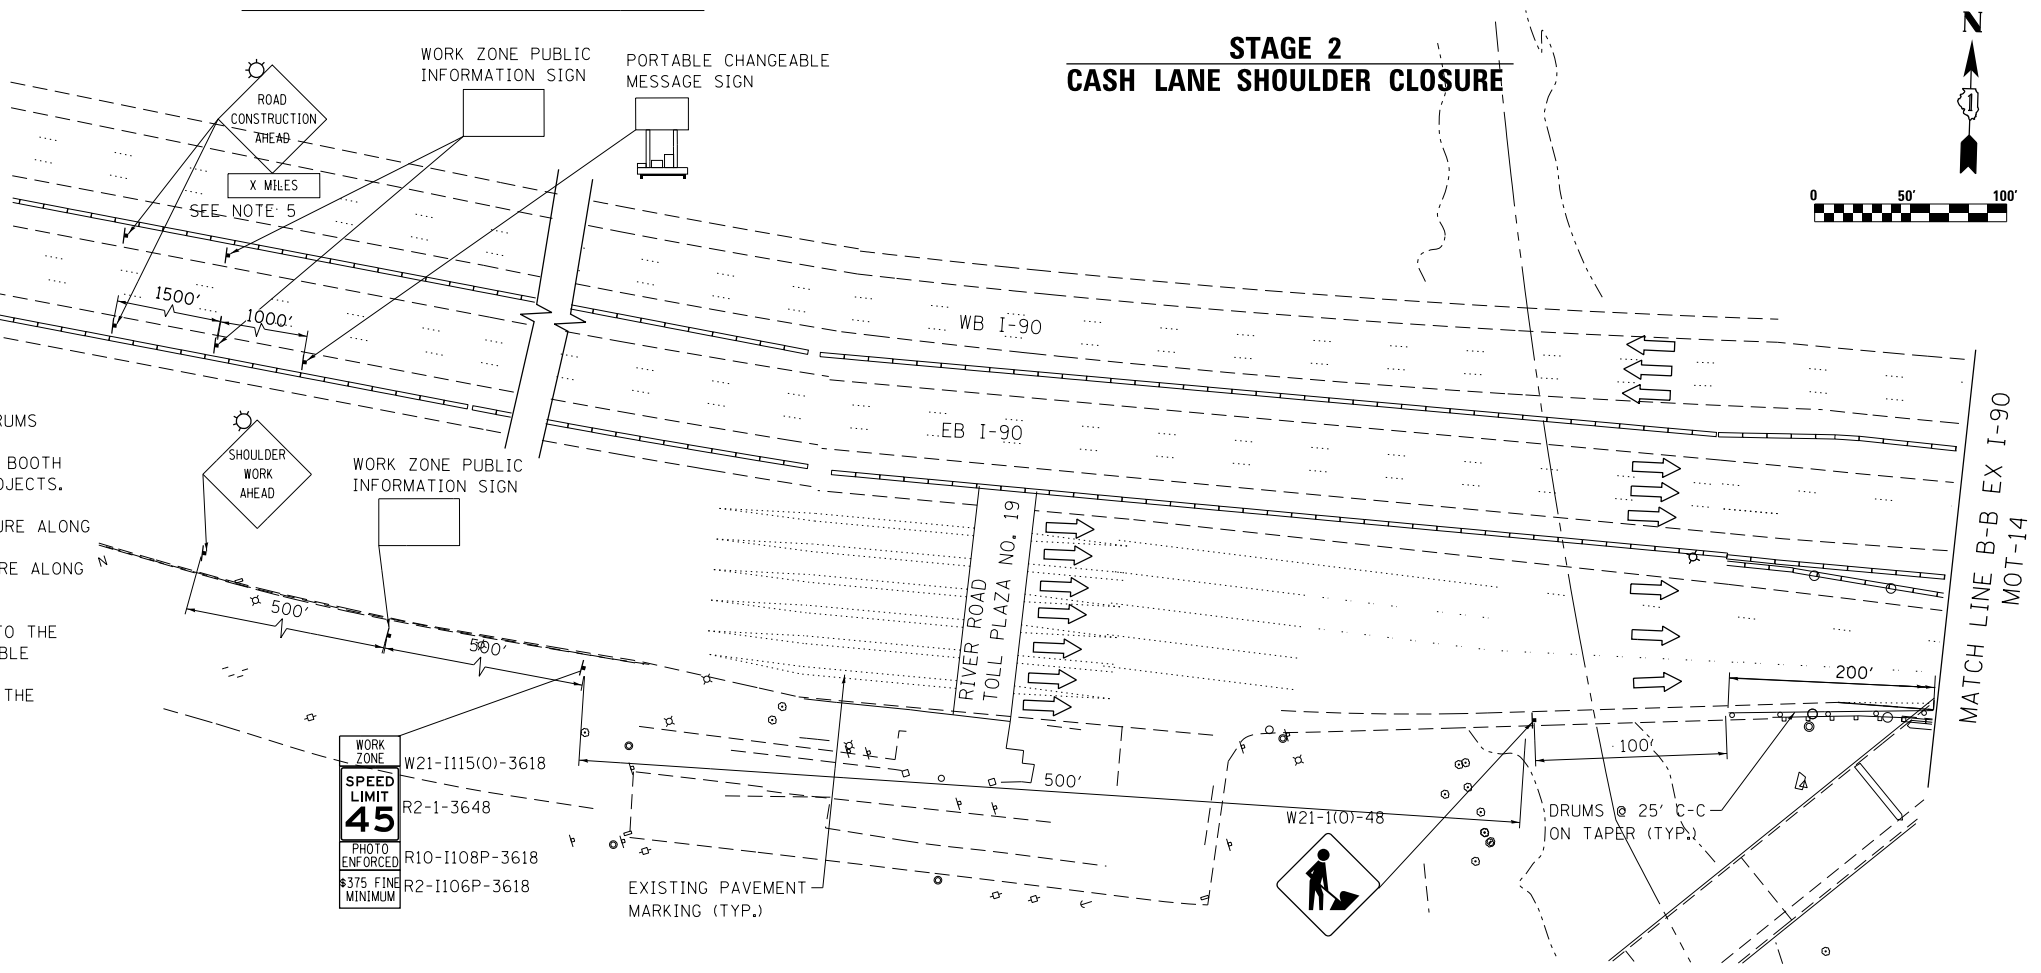 STAGE 2
CASH LANE SHOULDER CLOSURE
N
1
0 50' 100'
ROAD
CONSTRUCTION
AHEAD
X MILES
SEE NOTE 5
WORK ZONE PUBLIC
INFORMATION SIGN
PORTABLE CHANGEABLE
MESSAGE SIGN
1500'
1000'
WB I-90
EB I-90
RUMS
BOOTH
OJECTS.
URE ALONG
RE ALONG
TO THE
BLE
THE
SHOULDER
WORK
AHEAD
WORK ZONE PUBLIC
INFORMATION SIGN
N
500'
500'
RIVER ROAD
TOLL PLAZA NO. 19
MATCH LINE B-B EX I-90
MOT-14
200'
100'
500'
WORK
ZONE
W21-I115(O)-3618
SPEED
LIMIT
45
R2-1-3648
PHOTO
ENFORCED
R10-I108P-3618
$375 FINE
MINIMUM
R2-I106P-3618
EXISTING PAVEMENT
MARKING (TYP.)
W21-1(O)-48
DRUMS @ 25' C-C
ON TAPER (TYP.)